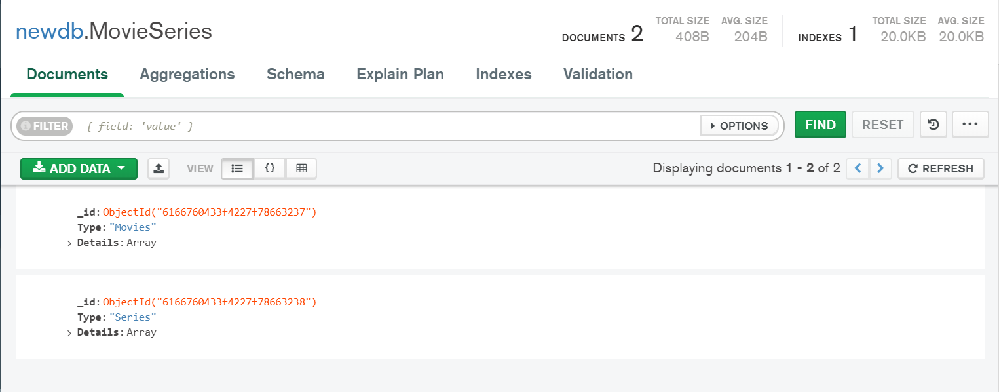 newdb.MovieSeries
DOCUMENTS 2 TOTAL SIZE 408B AVG. SIZE 204B INDEXES 1 TOTAL SIZE 20.0KB AVG. SIZE 20.0KB
Documents Aggregations Schema Explain Plan Indexes Validation
FILTER { field: 'value' } OPTIONS FIND RESET ...
ADD DATA VIEW {} Displaying documents 1 - 2 of 2 < > REFRESH
_id: ObjectId("6166760433f4227f78663237")
Type: "Movies"
> Details: Array
_id: ObjectId("6166760433f4227f78663238")
Type: "Series"
> Details: Array